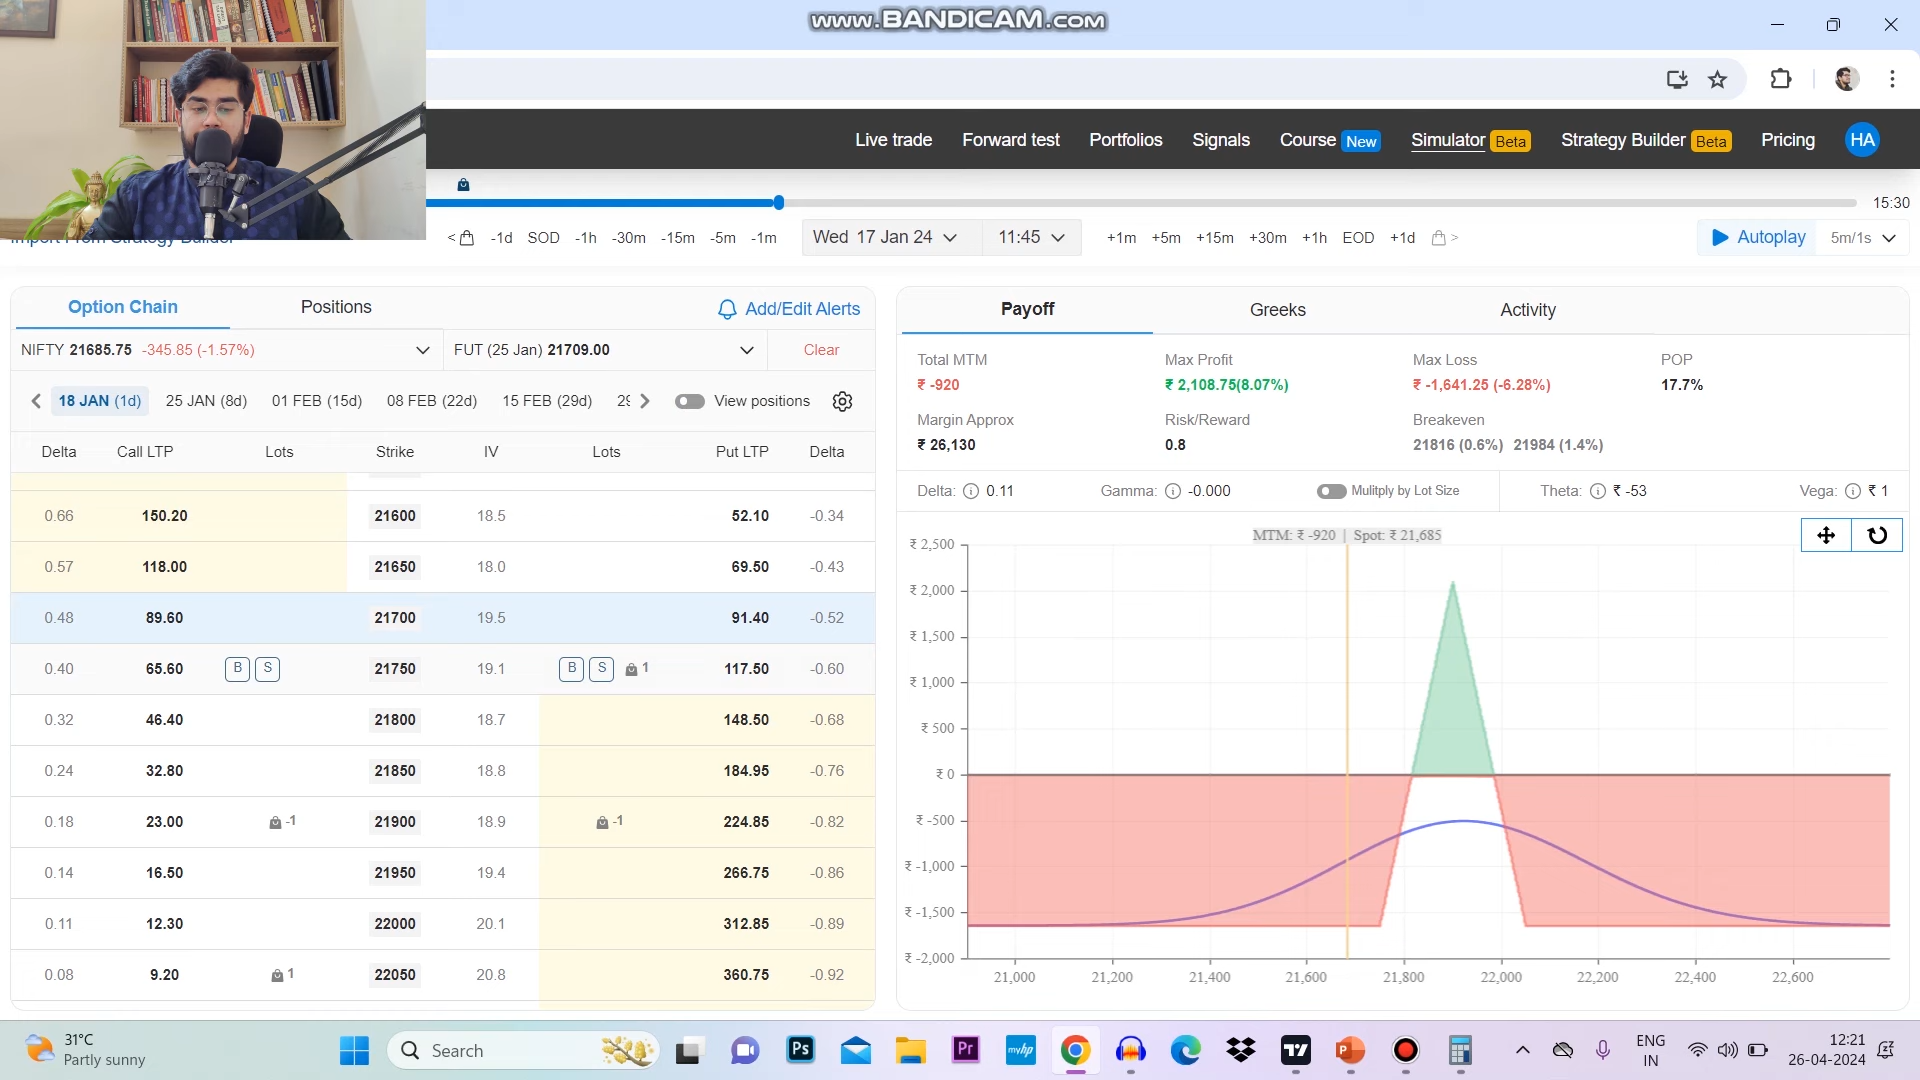 www.BANDICAM.com
Live trade Forward test Portfolios Signals Course New Simulator Beta Strategy Builder Beta Pricing HA
15:30
Import From Strategy Builder
< -1d SOD -1h -30m -15m -5m -1m Wed 17 Jan 24 11:45 +1m +5m +15m +30m +1h EOD +1d > Autoplay 5m/1s
Option Chain Positions Add/Edit Alerts
NIFTY 21685.75 -345.85 (-1.57%) FUT (25 Jan) 21709.00 Clear
18 JAN (1d) 25 JAN (8d) 01 FEB (15d) 08 FEB (22d) 15 FEB (29d) 29 View positions
Delta Call LTP Lots Strike IV Lots Put LTP Delta
0.66 150.20 21600 18.5 52.10 -0.34
0.57 118.00 21650 18.0 69.50 -0.43
0.48 89.60 21700 19.5 91.40 -0.52
0.40 65.60 B S 21750 19.1 B S 1 117.50 -0.60
0.32 46.40 21800 18.7 148.50 -0.68
0.24 32.80 21850 18.8 184.95 -0.76
0.18 23.00 -1 21900 18.9 -1 224.85 -0.82
0.14 16.50 21950 19.4 266.75 -0.86
0.11 12.30 22000 20.1 312.85 -0.89
0.08 9.20 1 22050 20.8 360.75 -0.92
Payoff Greeks Activity
Total MTM Max Profit Max Loss POP
₹ -920 ₹ 2,108.75(8.07%) ₹ -1,641.25 (-6.28%) 17.7%
Margin Approx Risk/Reward Breakeven
₹ 26,130 0.8 21816 (0.6%) 21984 (1.4%)
Delta: 0.11 Gamma: -0.000 Mulitply by Lot Size Theta: ₹ -53 Vega: ₹ 1
MTM: ₹ -920 | Spot: ₹ 21,685
₹ 2,500
₹ 2,000
₹ 1,500
₹ 1,000
₹ 500
₹ 0
₹ -500
₹ -1,000
₹ -1,500
₹ -2,000
21,000 21,200 21,400 21,600 21,800 22,000 22,200 22,400 22,600
31°C
Partly sunny
Search
Ps
Pr
myhp
ENG
IN
12:21
26-04-2024